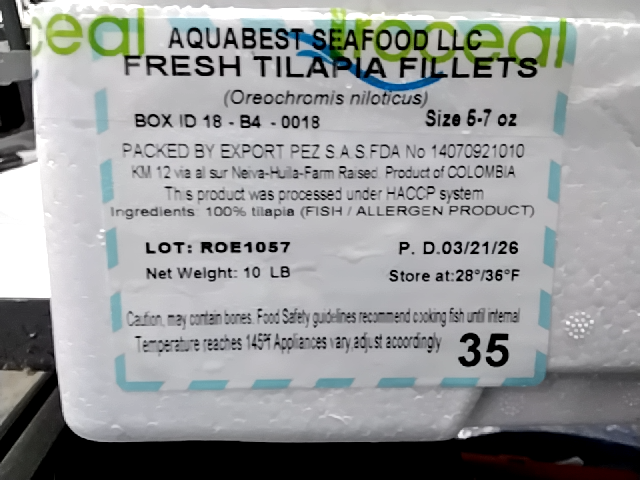 AQUABEST SEAFOOD LLC
FRESH TILAPIA FILLETS
(Oreochromis niloticus)
BOX ID 18 - B4 - 0018 Size 5-7 oz
PACKED BY EXPORT PEZ S.A.S.FDA No 14070921010
KM 12 via al sur Neiva-Huila-Farm Raised. Product of COLOMBIA
This product was processed under HACCP system
Ingredients: 100% tilapia (FISH / ALLERGEN PRODUCT)
LOT: ROE1057 P. D.03/21/26
Net Weight: 10 LB Store at:28°/36°F
Caution, may contain bones. Food Safety guidelines recommend cooking fish until internal
Temperature reaches 145°F Appliances vary,adjust accordingly 35